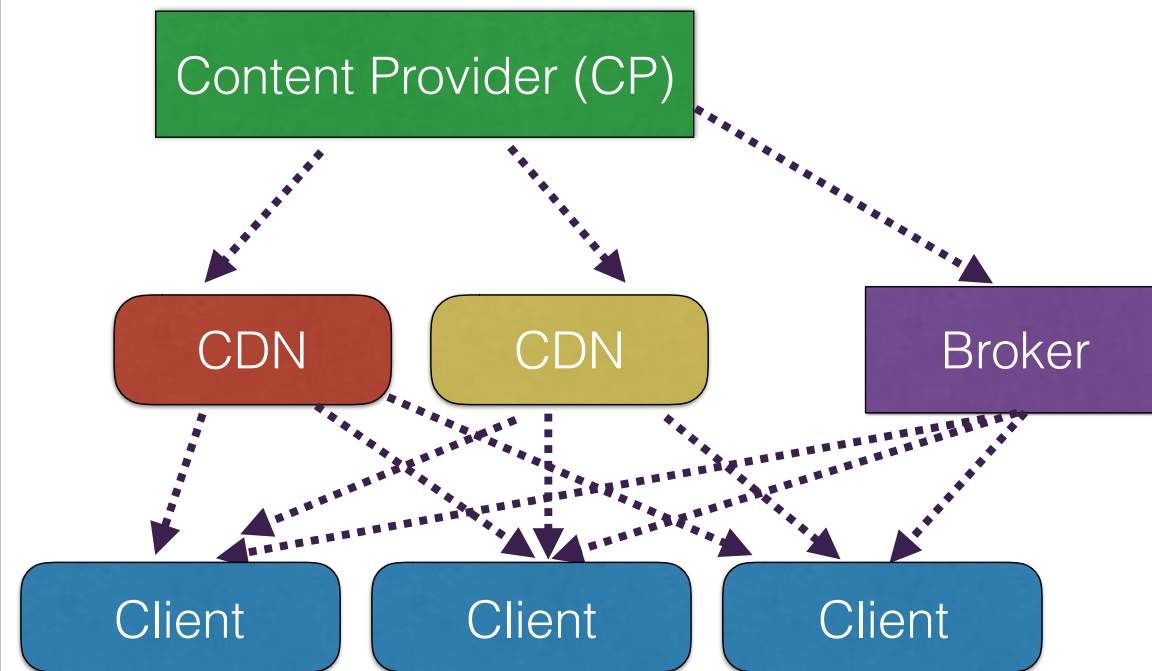 Content Provider (CP)
CDN
CDN
Broker
Client
Client
Client